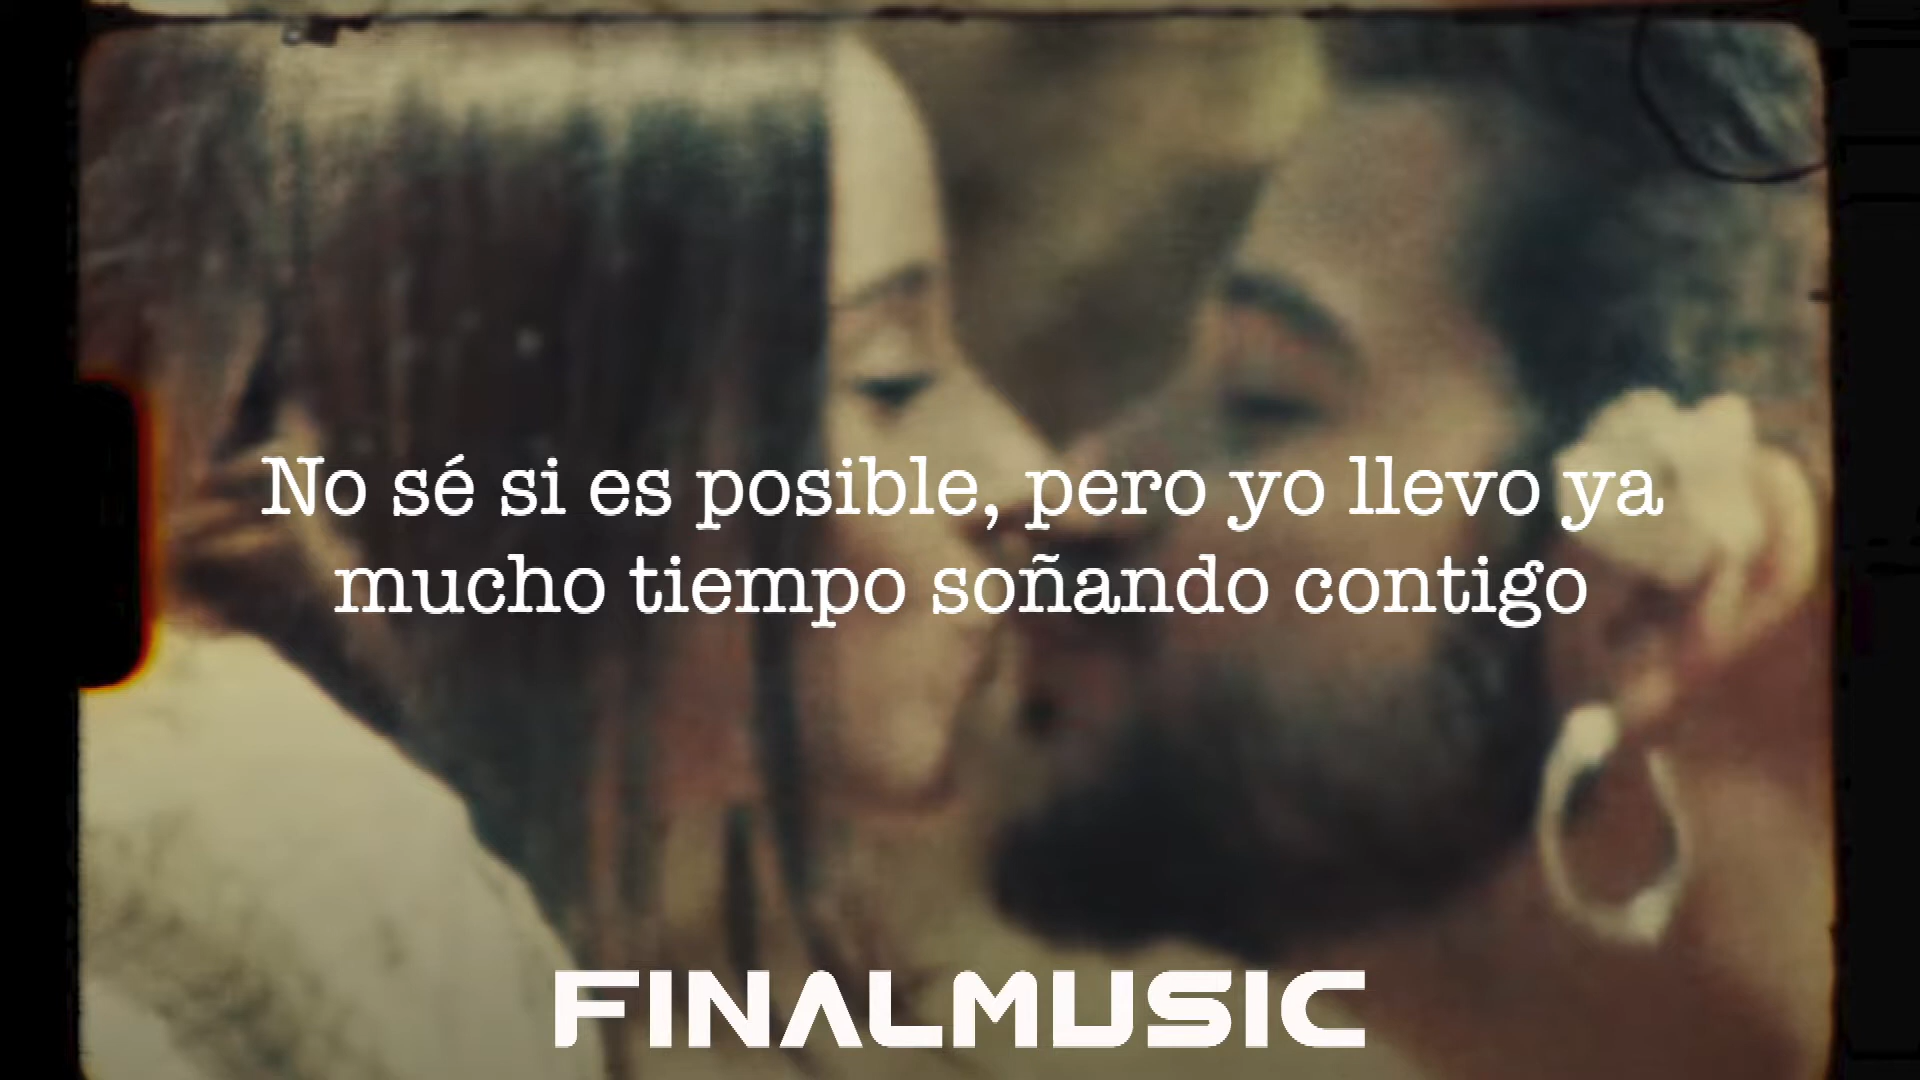 No sé si es posible, pero yo llevo ya
mucho tiempo soñando contigo
FINALMUSIC